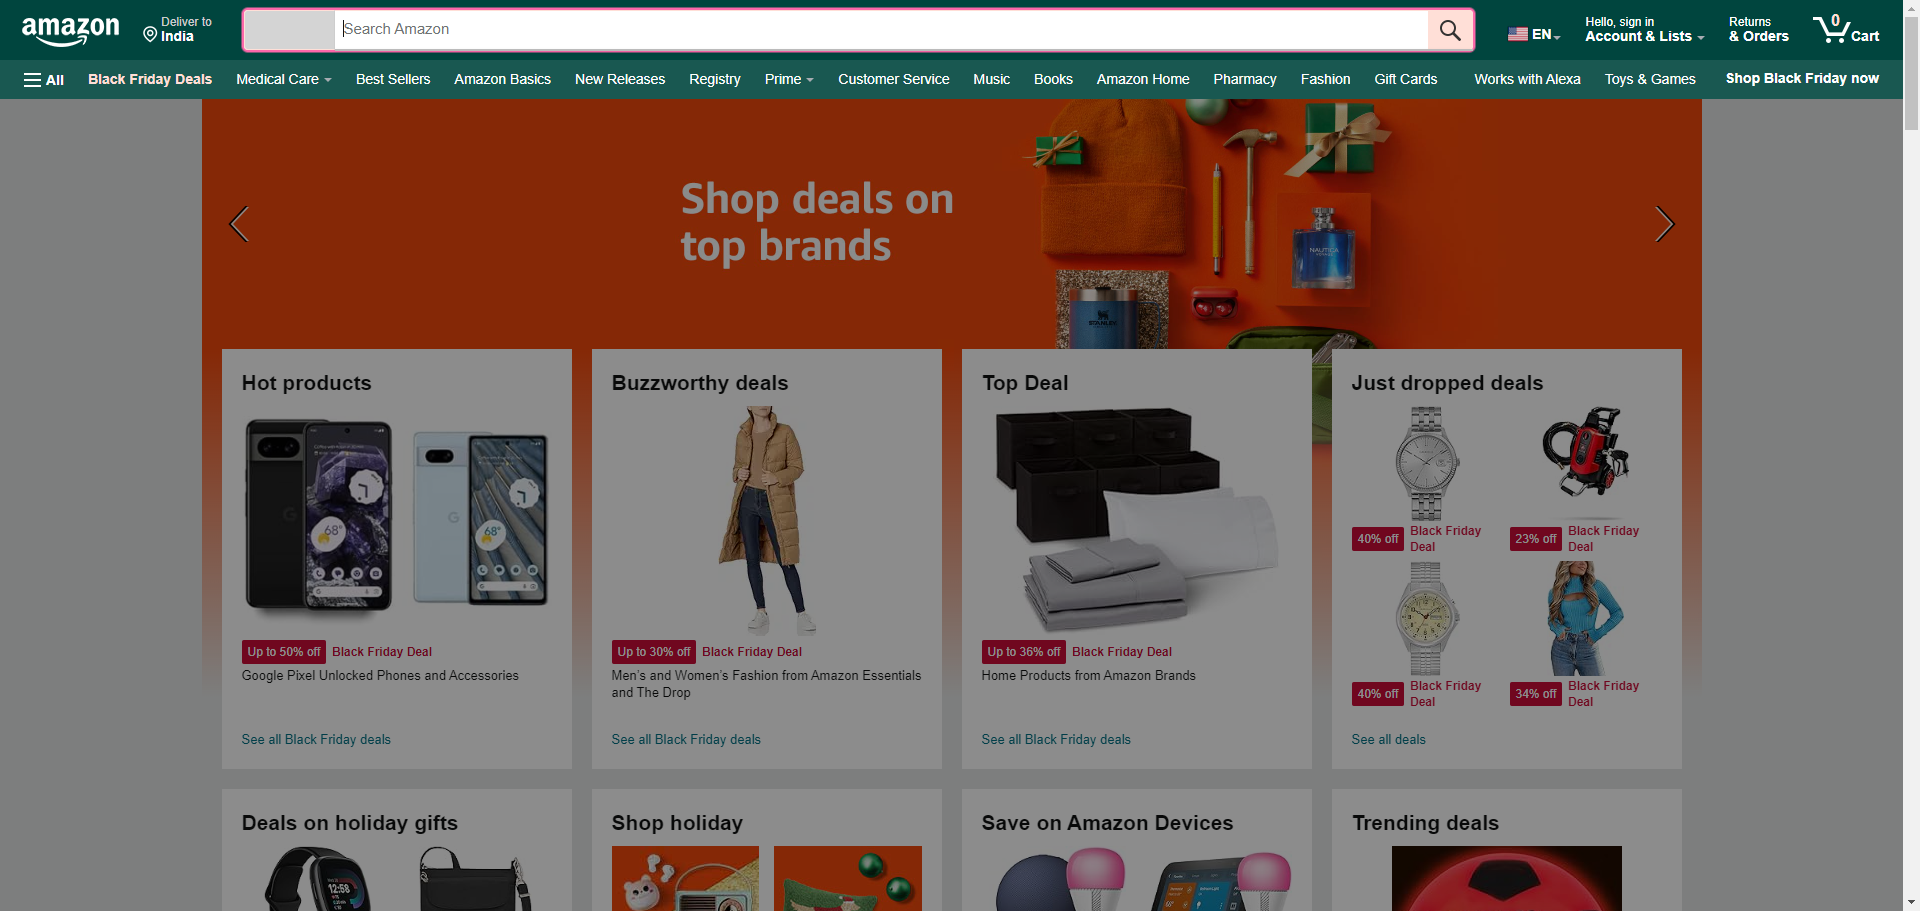 amazon
Deliver to
India
Search Amazon
EN
Hello, sign in
Account & Lists
Returns
& Orders
0
Cart
All
Black Friday Deals
Medical Care
Best Sellers
Amazon Basics
New Releases
Registry
Prime
Customer Service
Music
Books
Amazon Home
Pharmacy
Fashion
Gift Cards
Works with Alexa
Toys & Games
Shop Black Friday now
Shop deals on
top brands
NAUTICA
VOYAGE
STANLEY
Hot products
68°
68°
Up to 50% off
Black Friday Deal
Google Pixel Unlocked Phones and Accessories
See all Black Friday deals
Buzzworthy deals
Up to 30% off
Black Friday Deal
Men's and Women's Fashion from Amazon Essentials
and The Drop
See all Black Friday deals
Top Deal
Up to 36% off
Black Friday Deal
Home Products from Amazon Brands
See all Black Friday deals
Just dropped deals
40% off
Black Friday
Deal
23% off
Black Friday
Deal
40% off
Black Friday
Deal
34% off
Black Friday
Deal
See all deals
Deals on holiday gifts
12:58
Shop holiday
Save on Amazon Devices
Trending deals